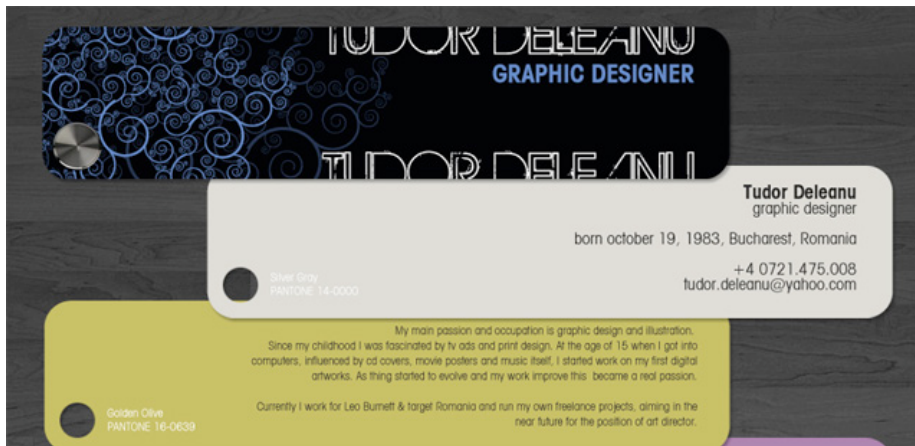 TUDOR DELEANU
GRAPHIC DESIGNER
TUDOR DELEANU
Tudor Deleanu
graphic designer
born october 19, 1983, Bucharest, Romania
+4 0721.475.008
tudor.deleanu@yahoo.com
Silver Gray
PANTONE 14-0000
My main passion and occupation is graphic design and illustration.
Since my childhood I was fascinated by tv ads and print design. At the age of 15 when I got into
computers, influenced by cd covers, movie posters and music itself, I started work on my first digital
artworks. As thing started to evolve and my work improve this became a real passion.
Currently I work for Leo Burnett & target Romania and run my own freelance projects, aiming in the
near future for the position of art director.
Golden Olive
PANTONE 16-0639